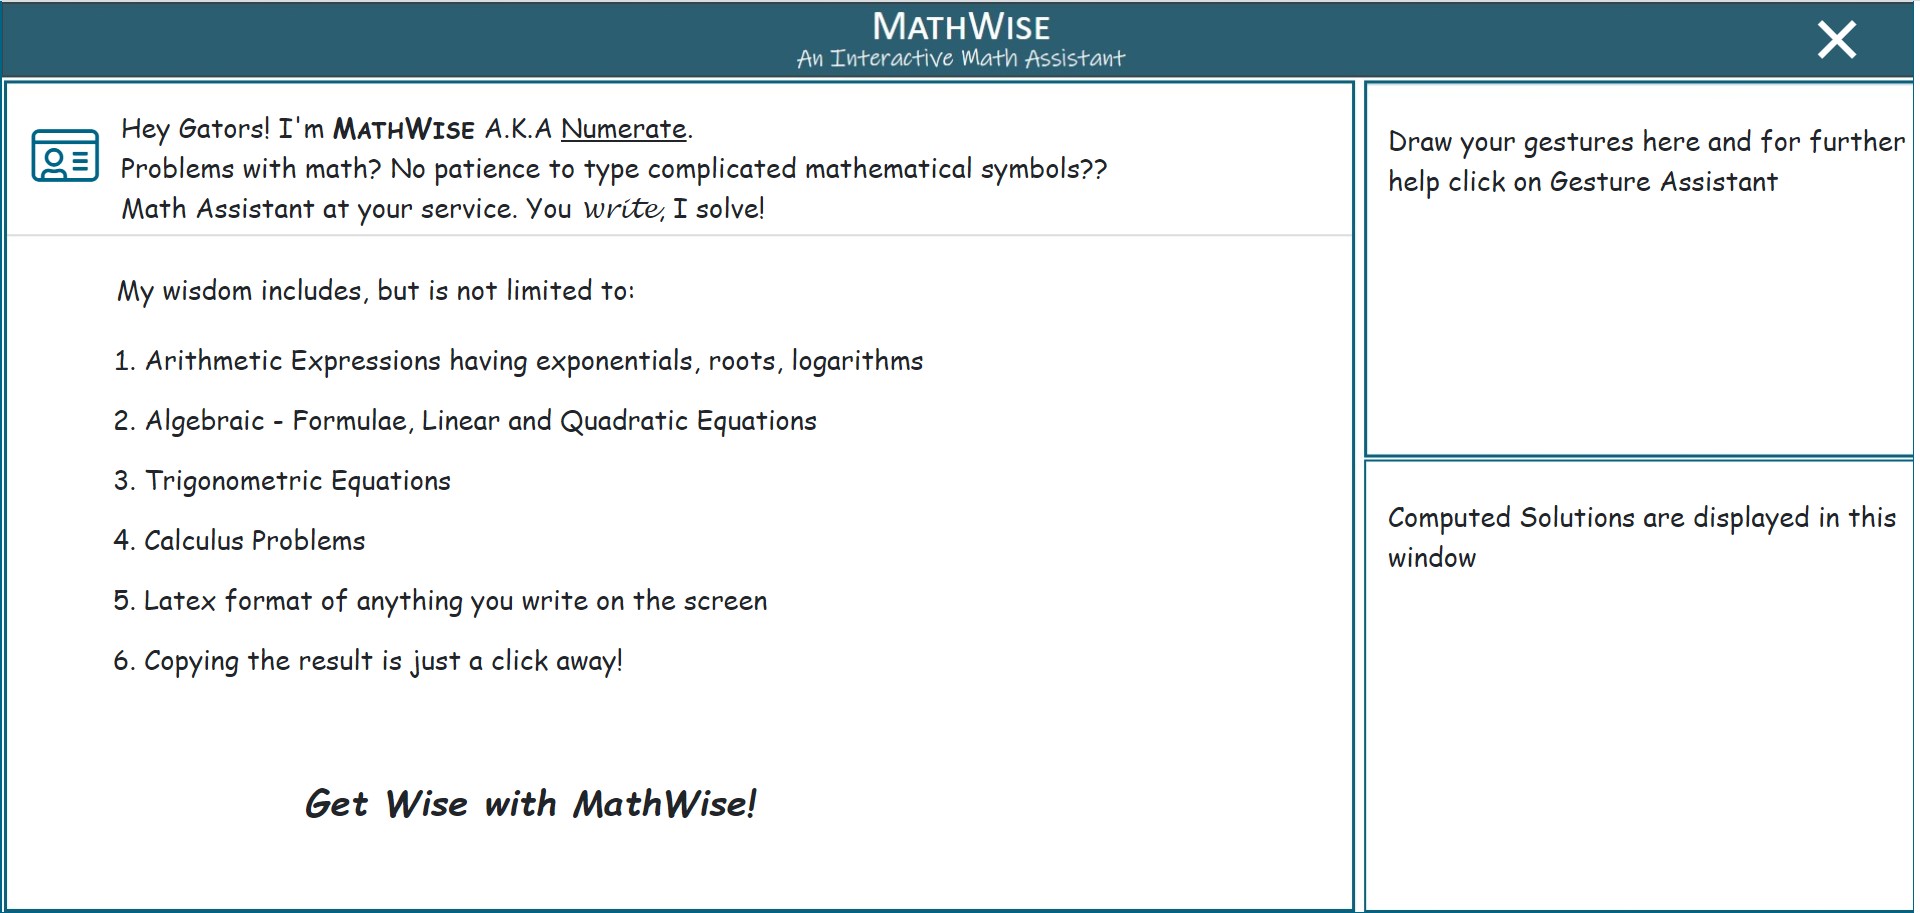 MATHWISE
An Interactive Math Assistant
Hey Gators! I'm MATHWISE A.K.A Numerate.
Problems with math? No patience to type complicated mathematical symbols??
Math Assistant at your service. You write, I solve!
My wisdom includes, but is not limited to:
1. Arithmetic Expressions having exponentials, roots, logarithms
2. Algebraic - Formulae, Linear and Quadratic Equations
3. Trigonometric Equations
4. Calculus Problems
5. Latex format of anything you write on the screen
6. Copying the result is just a click away!
Get Wise with MathWise!
Draw your gestures here and for further
help click on Gesture Assistant
Computed Solutions are displayed in this
window